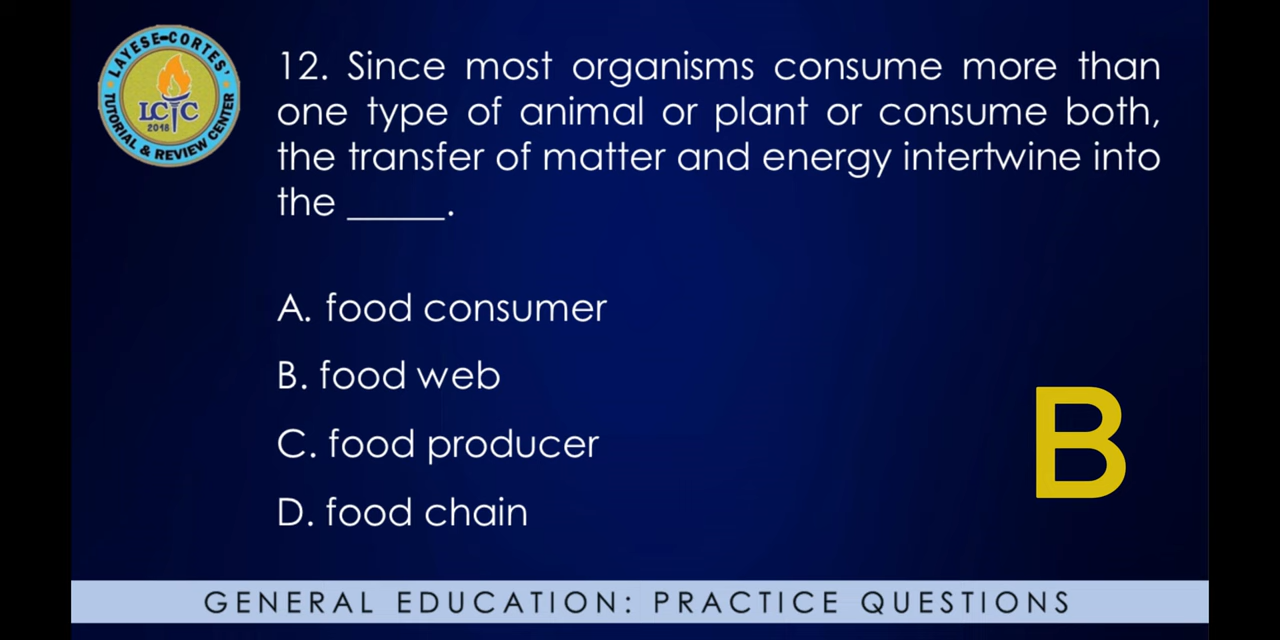 LAYESE-CORTES'
LCTC
2018
TUTORIAL & REVIEW CENTER
12. Since most organisms consume more than
one type of animal or plant or consume both,
the transfer of matter and energy intertwine into
the _____.
A. food consumer
B. food web
C. food producer
D. food chain
B
GENERAL EDUCATION: PRACTICE QUESTIONS